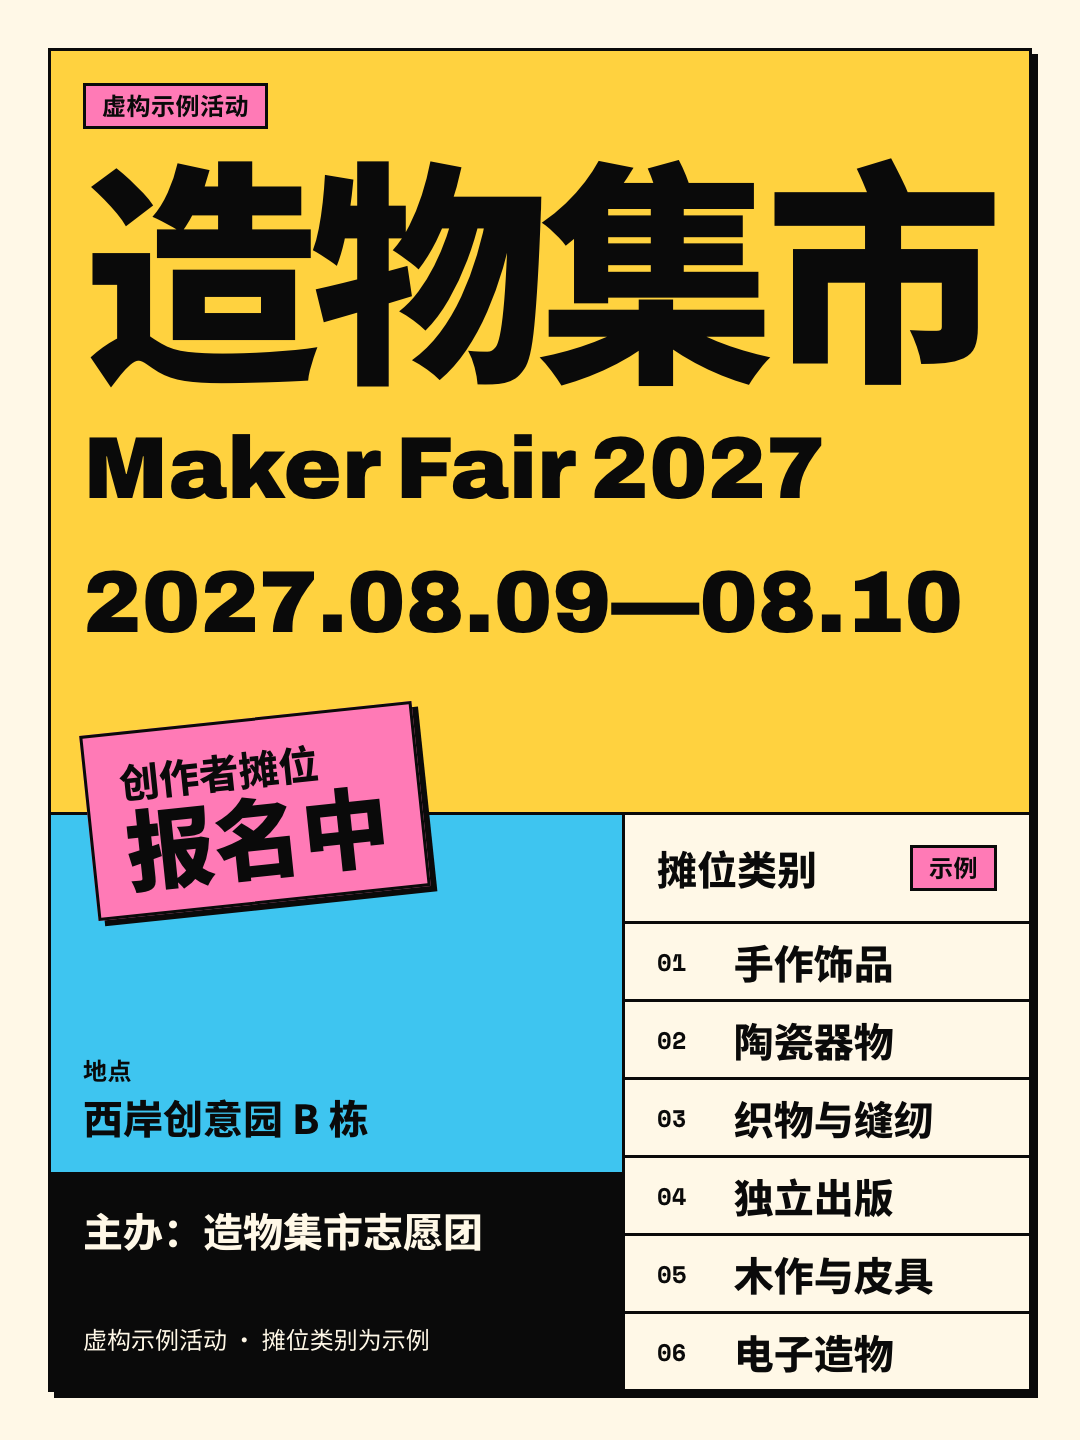 虚构示例活动
造物集市
Maker Fair 2027
2027.08.09—08.10
创作者摊位
报名中
地点
西岸创意园 B 栋
主办：造物集市志愿团
虚构示例活动 · 摊位类别为示例
摊位类别
示例
01 手作饰品
02 陶瓷器物
03 织物与缝纫
04 独立出版
05 木作与皮具
06 电子造物